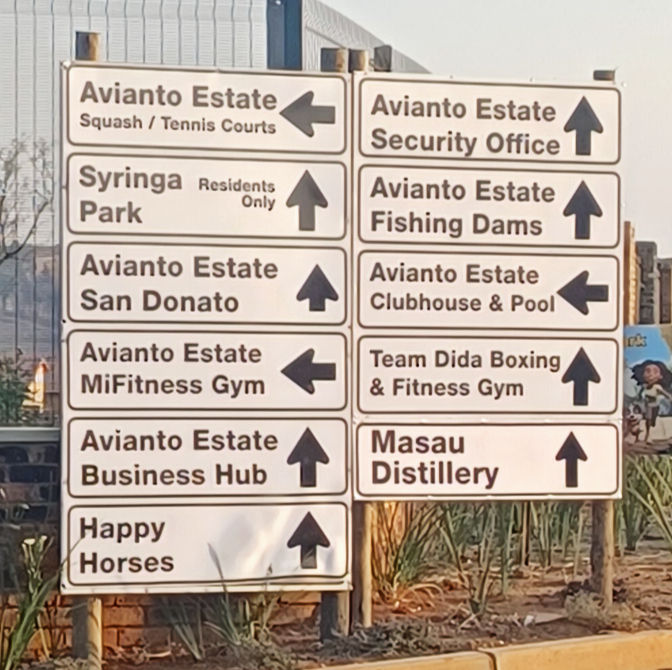 Avianto Estate
Squash / Tennis Courts
Syringa
Park
Residents
Only
Avianto Estate
San Donato
Avianto Estate
MiFitness Gym
Avianto Estate
Business Hub
Happy
Horses
Avianto Estate
Security Office
Avianto Estate
Fishing Dams
Avianto Estate
Clubhouse & Pool
Team Dida Boxing
& Fitness Gym
Masau
Distillery